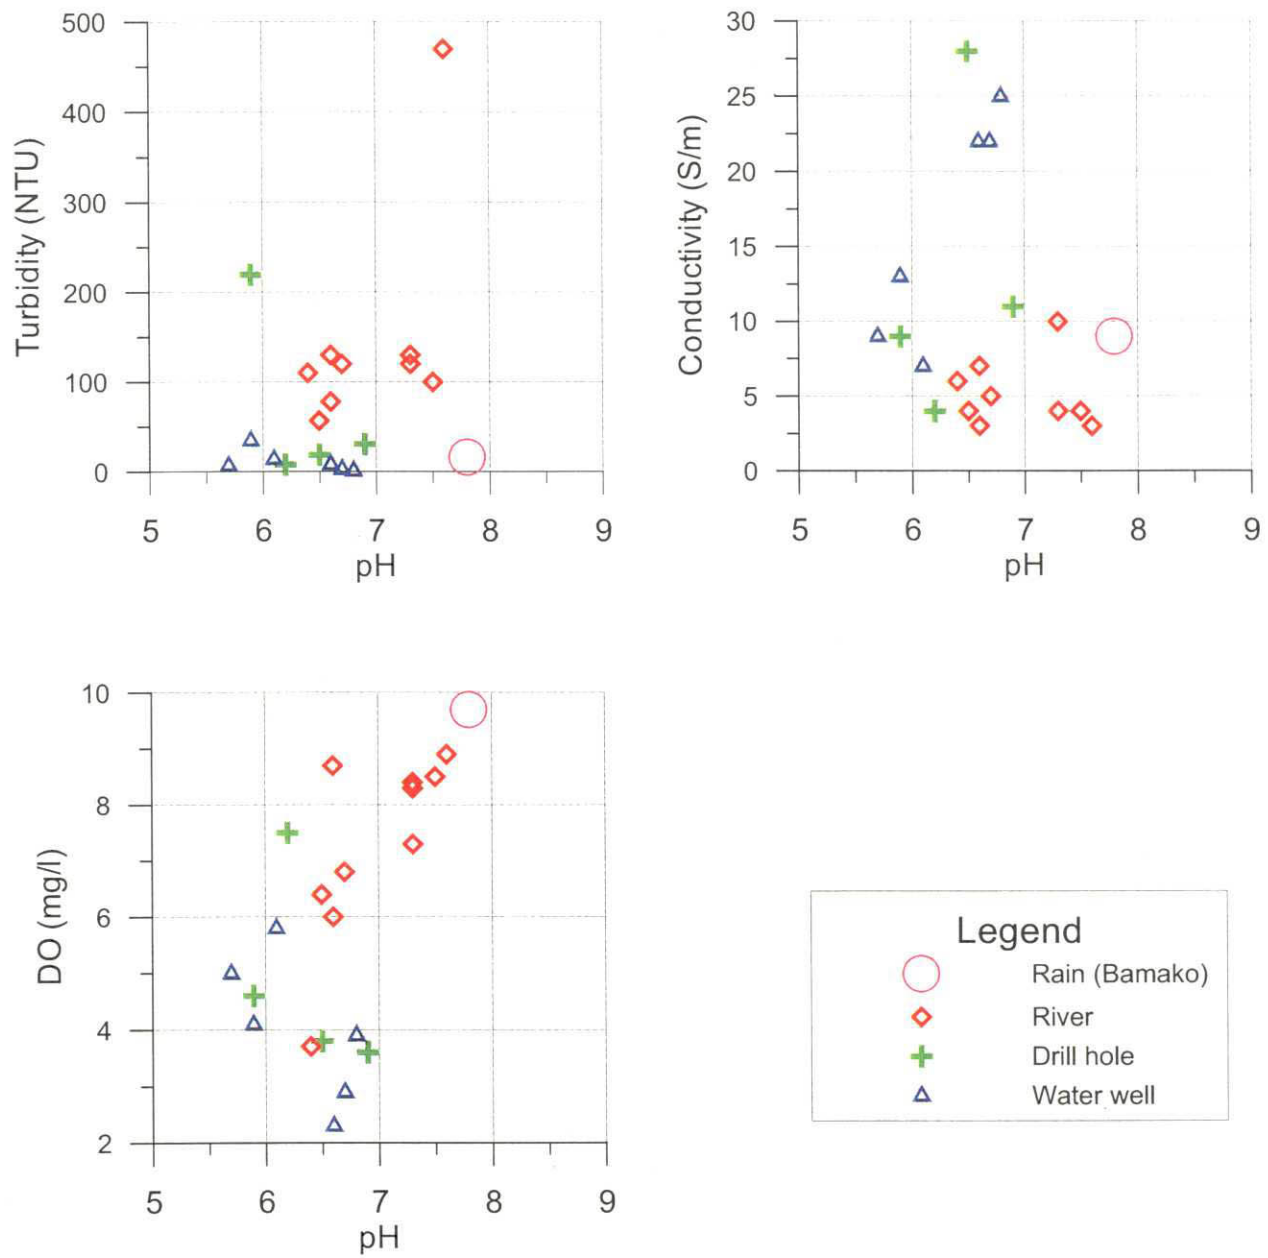 500
400
300
200
100
0
Turbidity (NTU)
5 6 7 8 9
pH
30
25
20
15
10
5
0
Conductivity (S/m)
5 6 7 8 9
pH
10
8
6
4
2
DO (mg/l)
5 6 7 8 9
pH
Legend
Rain (Bamako)
River
Drill hole
Water well